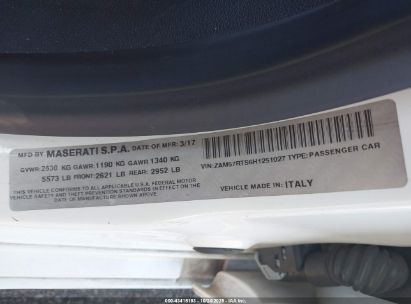 MFD BY MASERATI S.P.A. DATE OF MFR: 3/17
GVWR: 2530 KG GAWR: 1190 KG GAWR: 1340 KG
5573 LB FRONT: 2621 LB REAR: 2952 LB
THIS VEHICLE CONFORMS TO ALL APPLICABLE U.S. FEDERAL MOTOR
VEHICLE SAFETY AND THEFT PREVENTION STANDARDS IN EFFECT ON THE
DATE OF MANUFACTURE SHOWN ABOVE.
VIN: ZAM57RTS6H1251027 TYPE: PASSENGER CAR
VEHICLE MADE IN: ITALY